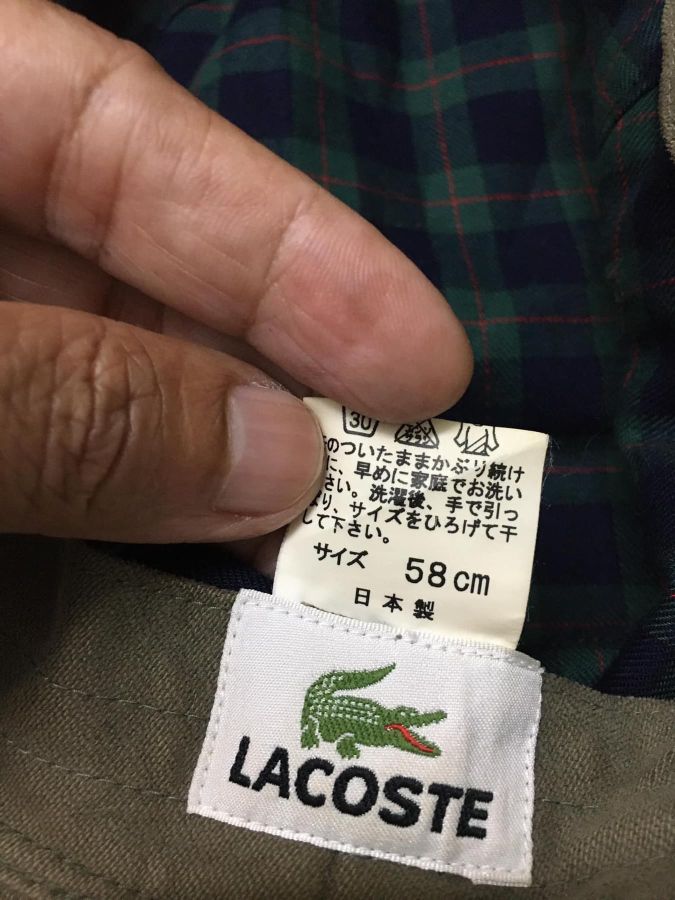 30
のついたままかぶり続け
に、早めに家庭でお洗い
さい。洗濯後、手で引っ
り、サイズをひろげて干
して下さい。
サイズ 58cm
日本製
LACOSTE